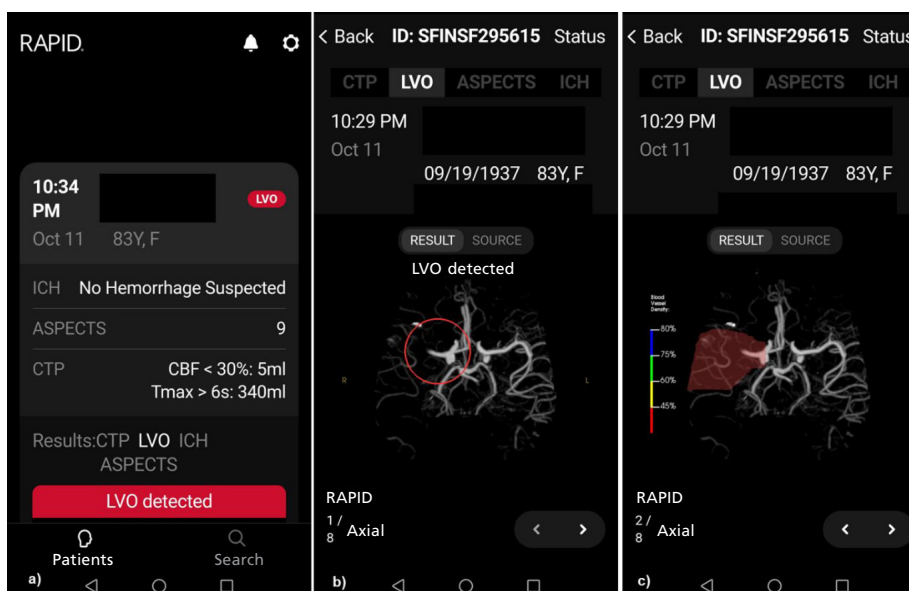 RAPID.
10:34 PM
LVO
Oct 11 83Y, F
ICH No Hemorrhage Suspected
ASPECTS 9
CTP CBF < 30%: 5ml
Tmax > 6s: 340ml
Results:CTP LVO ICH
ASPECTS
LVO detected
Patients
Search
a)
< Back ID: SFINSF295615 Status
CTP LVO ASPECTS ICH
10:29 PM
Oct 11
09/19/1937 83Y, F
RESULT SOURCE
LVO detected
R
L
RAPID
1 / 8 Axial
< >
b)
< Back ID: SFINSF295615 Status
CTP LVO ASPECTS ICH
10:29 PM
Oct 11
09/19/1937 83Y, F
RESULT SOURCE
Blood
Vessel
Density:
80%
75%
60%
45%
RAPID
2 / 8 Axial
< >
c)